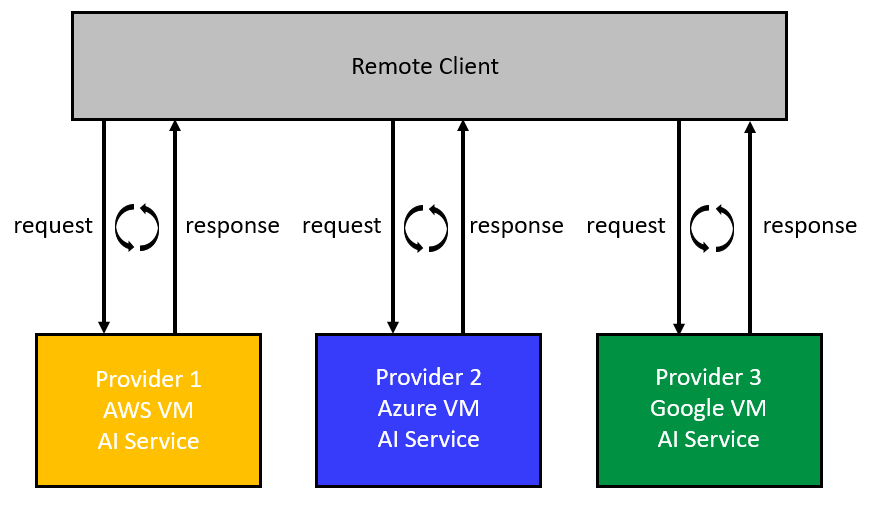 Remote Client
request
response
request
response
request
response
Provider 1
AWS VM
AI Service
Provider 2
Azure VM
AI Service
Provider 3
Google VM
AI Service